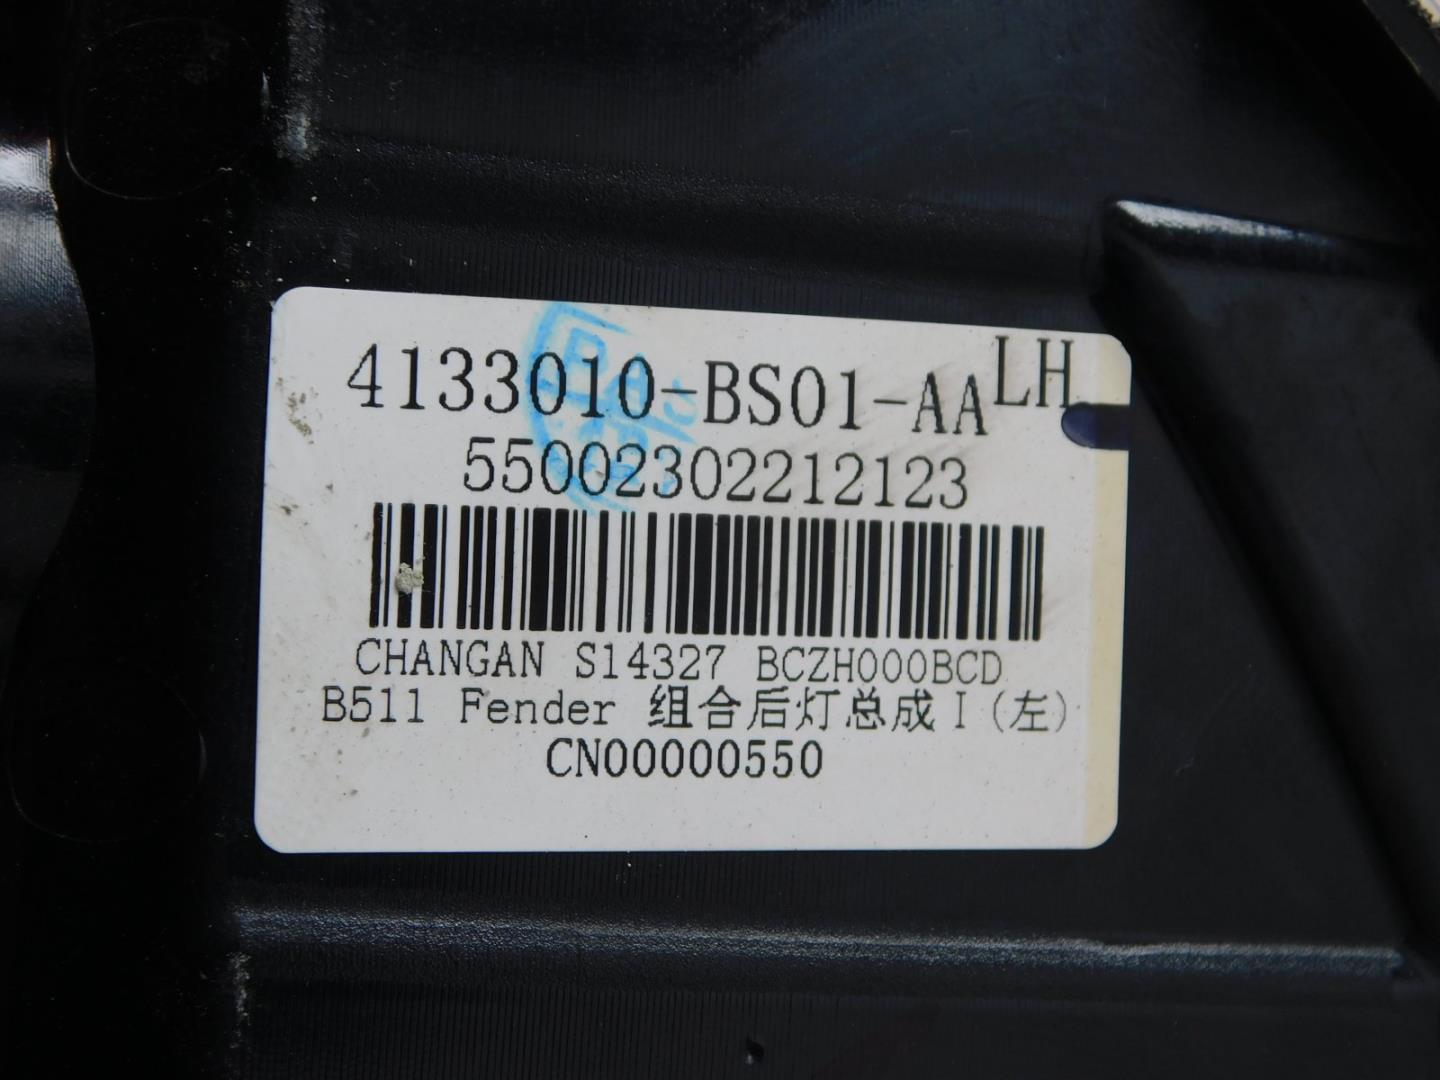 4133010-BS01-AA LH
55002302212123
CHANGAN S14327 BCZH000BCD
B511 Fender 组合后灯总成I(左)
CN00000550